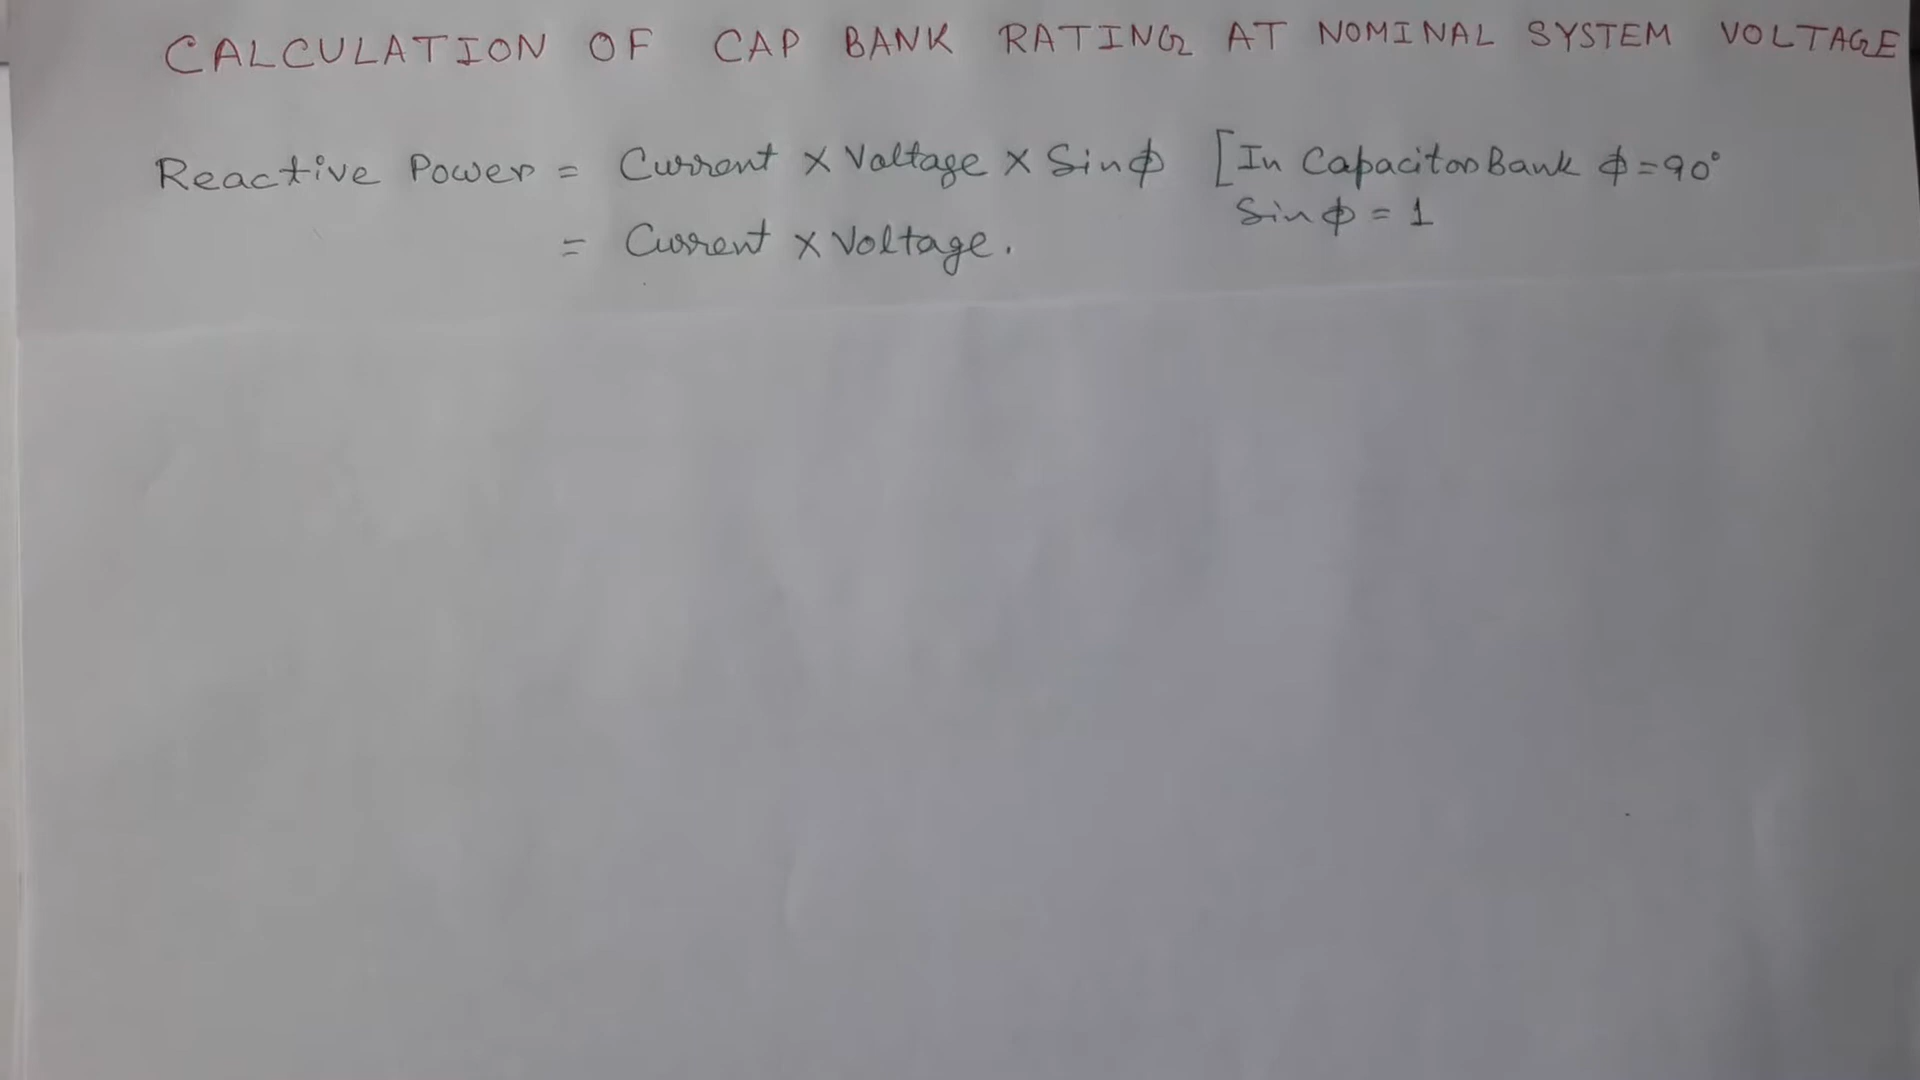 CALCULATION OF CAP BANK RATING AT NOMINAL SYSTEM VOLTAGE
Reactive Power = Current X Voltage X Sinϕ [In Capacitor Bank ϕ=90°
Sinϕ = 1
= Current X Voltage.